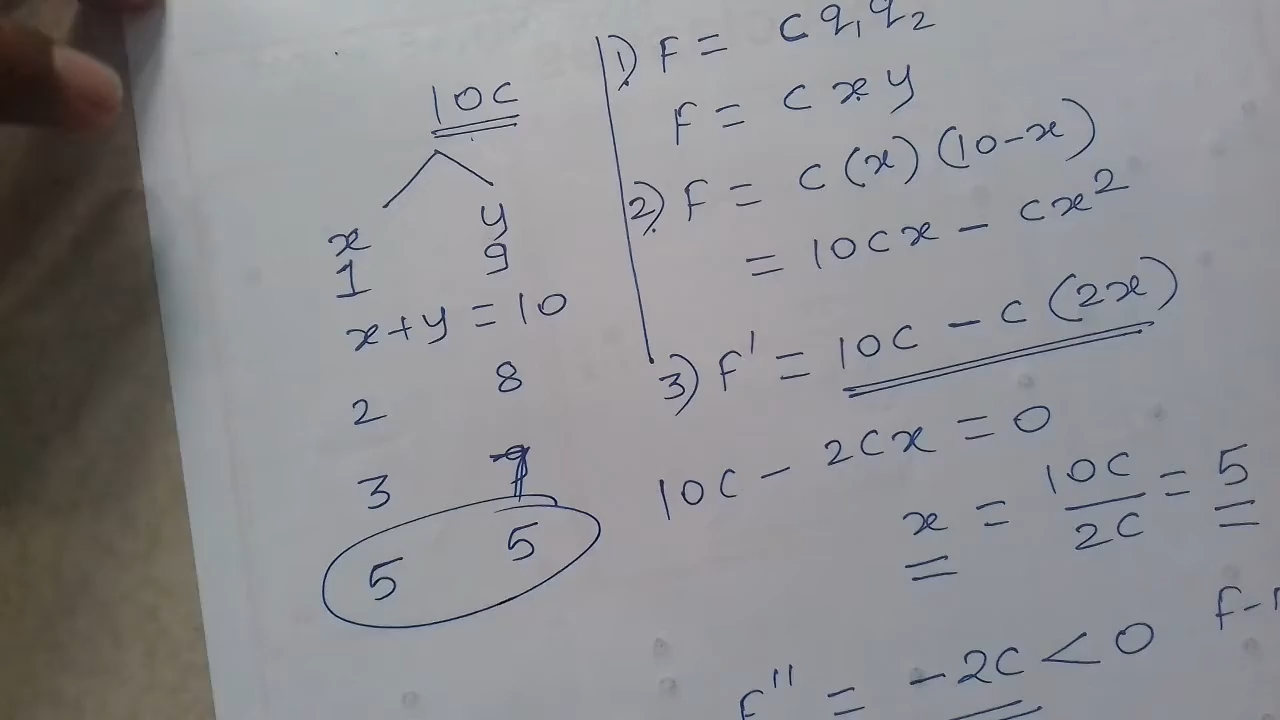 10C
x y
1 9
x+y = 10
2 8
3 7
5 5
1) F = C q₁ q₂
F = C x y
2) F = C (x) (10-x)
= 10Cx - Cx²
3) F' = 10C - C (2x)
10C - 2Cx = 0
x = 10C/2C = 5
F'' = -2C < 0